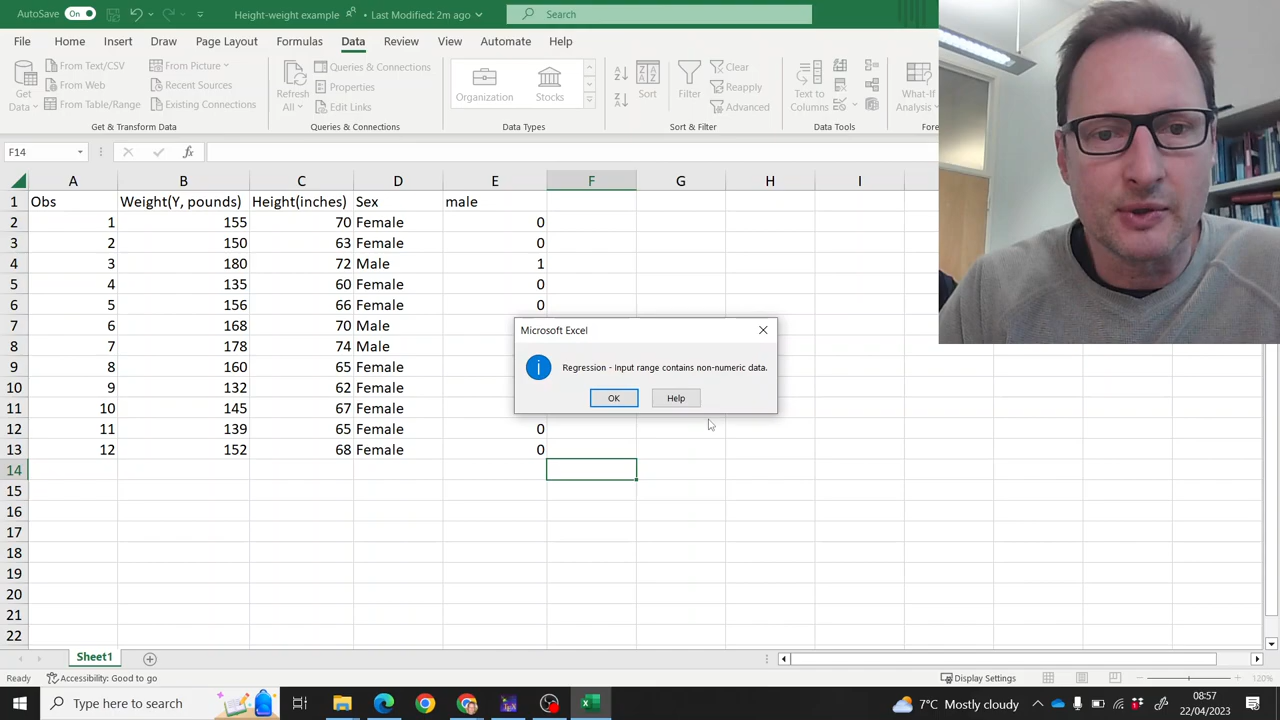 AutoSave On Height-weight example Last Modified: 2m ago Search
File Home Insert Draw Page Layout Formulas Data Review View Automate Help
Get Data
From Text/CSV
From Web
From Table/Range
From Picture
Recent Sources
Existing Connections
Get & Transform Data
Refresh All
Queries & Connections
Properties
Edit Links
Queries & Connections
Organization Stocks
Data Types
Sort
Filter
Clear
Reapply
Advanced
Sort & Filter
Text to Columns
Data Tools
What-If Analysis
Fore
F14 fx
A B C D E F G H I
1 Obs Weight(Y, pounds) Height(inches) Sex male
2 1 155 70 Female 0
3 2 150 63 Female 0
4 3 180 72 Male 1
5 4 135 60 Female 0
6 5 156 66 Female 0
7 6 168 70 Male
8 7 178 74 Male
9 8 160 65 Female
10 9 132 62 Female
11 10 145 67 Female
12 11 139 65 Female 0
13 12 152 68 Female 0
14
15
16
17
18
19
20
21
22
Microsoft Excel
Regression - Input range contains non-numeric data.
OK Help
Sheet1
Ready Accessibility: Good to go Display Settings 120%
Type here to search 7°C Mostly cloudy 08:57
22/04/2023